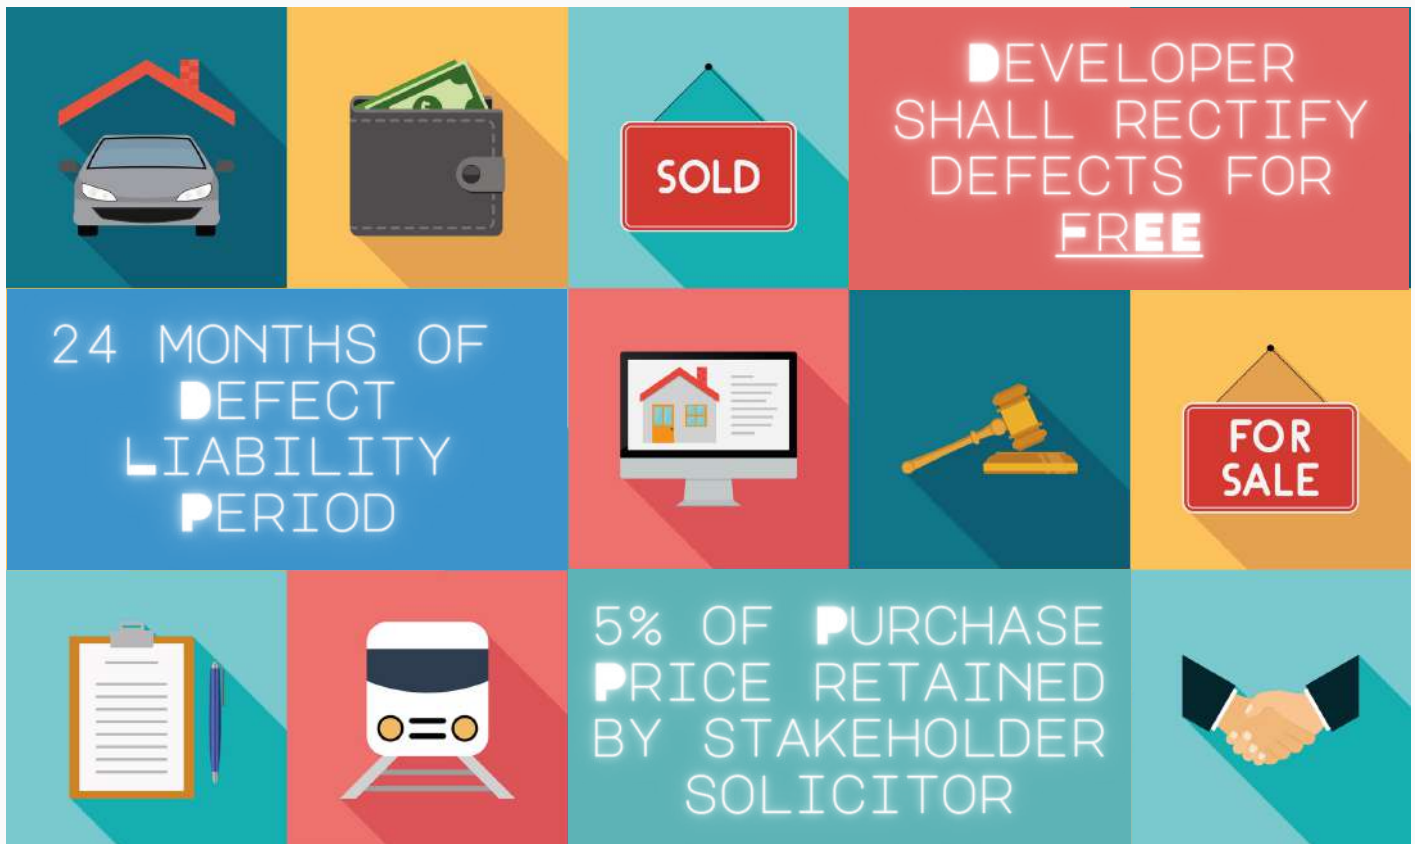 SOLD
DEVELOPER
SHALL RECTIFY
DEFECTS FOR
FREE
24 MONTHS OF
DEFECT
LIABILITY
PERIOD
FOR
SALE
5% OF PURCHASE
PRICE RETAINED
BY STAKEHOLDER
SOLICITOR